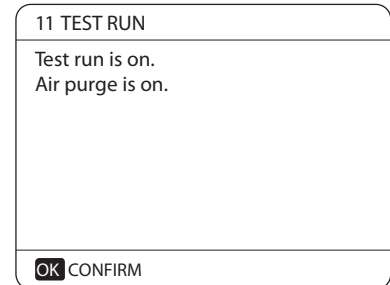 11 TEST RUN
Test run is on.
Air purge is on.
OK CONFIRM